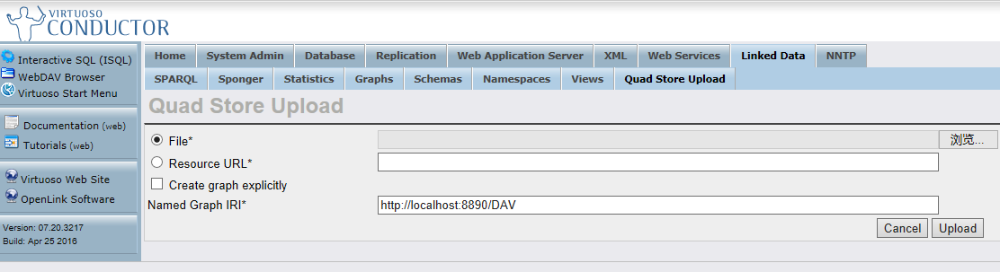 VIRTUOSO
CONDUCTOR
Interactive SQL (ISQL)
WebDAV Browser
Virtuoso Start Menu
Documentation (web)
Tutorials (web)
Virtuoso Web Site
OpenLink Software
Version: 07.20.3217
Build: Apr 25 2016
Home System Admin Database Replication Web Application Server XML Web Services Linked Data NNTP
SPARQL Sponger Statistics Graphs Schemas Namespaces Views Quad Store Upload
Quad Store Upload
File* 浏览...
Resource URL*
Create graph explicitly
Named Graph IRI* http://localhost:8890/DAV
Cancel Upload